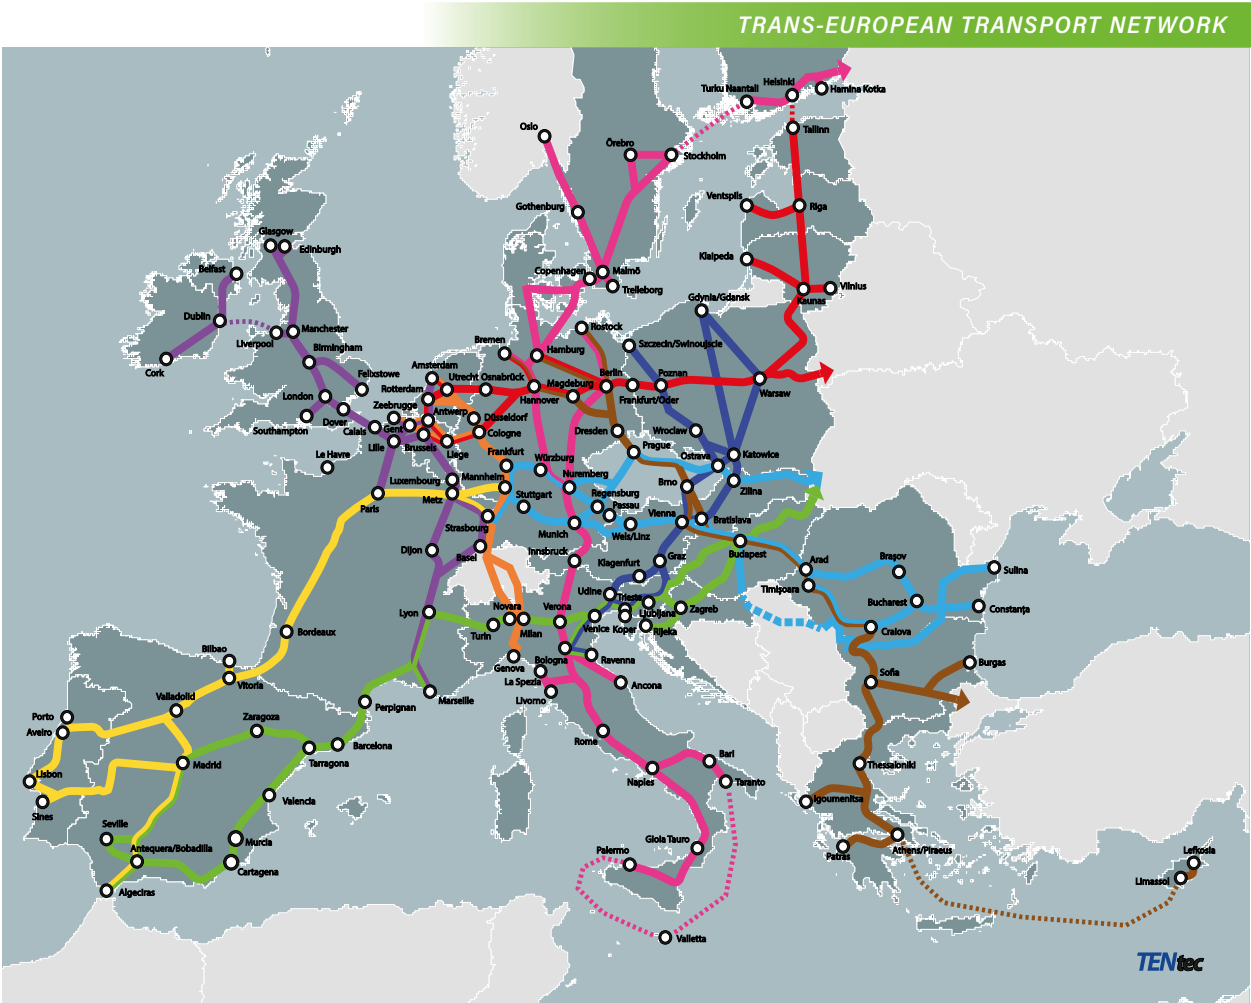 TRANS-EUROPEAN TRANSPORT NETWORK
Helsinki
Turku Naantali
Hamina Kotka
Oslo
Tallinn
Örebro
Stockholm
Ventspils
Riga
Gothenburg
Glasgow
Edinburgh
Klaipeda
Belfast
Copenhagen
Malmö
Trelleborg
Vilnius
Kaunas
Gdynia/Gdansk
Dublin
Manchester
Rostock
Liverpool
Bremen
Hamburg
Szczecin/Swinoujscie
Birmingham
Cork
Amsterdam
Felixstowe
Utrecht
Osnabrück
Magdeburg
Berlin
Poznan
Rotterdam
London
Hannover
Frankfurt/Oder
Warsaw
Zeebrugge
Antwerp
Düsseldorf
Dover
Southampton
Calais
Gent
Cologne
Dresden
Wroclaw
Lille
Brussels
Liege
Frankfurt
Prague
Le Havre
Würzburg
Ostrava
Katowice
Luxembourg
Mannheim
Nuremberg
Brno
Zilina
Metz
Stuttgart
Regensburg
Paris
Passau
Strasbourg
Vienna
Bratislava
Munich
Wels/Linz
Dijon
Basel
Innsbruck
Graz
Budapest
Klagenfurt
Arad
Braşov
Sulina
Timişoara
Udine
Trieste
Novara
Verona
Ljubljana
Zagreb
Bucharest
Constanţa
Lyon
Turin
Milan
Venice
Koper
Rijeka
Craiova
Bordeaux
Bilbao
Genova
Bologna
Ravenna
Burgas
Vitoria
La Spezia
Ancona
Sofia
Valladolid
Livorno
Marseille
Perpignan
Porto
Zaragoza
Aveiro
Rome
Barcelona
Bari
Madrid
Tarragona
Thessaloniki
Lisbon
Naples
Taranto
Valencia
Igoumenitsa
Sines
Seville
Murcia
Gioia Tauro
Antequera/Bobadilla
Palermo
Patras
Athens/Piraeus
Lefkosia
Cartagena
Limassol
Algeciras
Valletta
TENtec